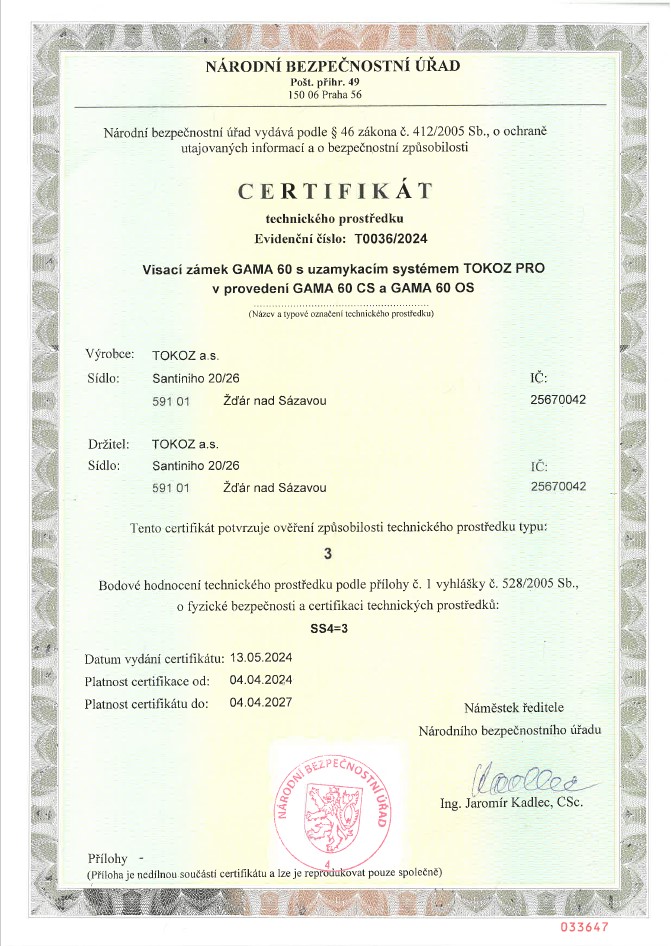 NÁRODNÍ BEZPEČNOSTNÍ ÚŘAD
Pošt. přihr. 49
150 06 Praha 56
Národní bezpečnostní úřad vydává podle § 46 zákona č. 412/2005 Sb., o ochraně
utajovaných informací a o bezpečnostní způsobilosti
CERTIFIKÁT
technického prostředku
Evidenční číslo: T0036/2024
Visací zámek GAMA 60 s uzamykacím systémem TOKOZ PRO
v provedení GAMA 60 CS a GAMA 60 OS
(Název a typové označení technického prostředku)
Výrobce: TOKOZ a.s.
Sídlo: Santiniho 20/26 IČ:
591 01 Žďár nad Sázavou 25670042
Držitel: TOKOZ a.s.
Sídlo: Santiniho 20/26 IČ:
591 01 Žďár nad Sázavou 25670042
Tento certifikát potvrzuje ověření způsobilosti technického prostředku typu:
3
Bodové hodnocení technického prostředku podle přílohy č. 1 vyhlášky č. 528/2005 Sb.,
o fyzické bezpečnosti a certifikaci technických prostředků:
SS4=3
Datum vydání certifikátu: 13.05.2024
Platnost certifikace od: 04.04.2024
Platnost certifikátu do: 04.04.2027
Náměstek ředitele
Národního bezpečnostního úřadu
NÁRODNÍ BEZPEČNOSTNÍ ÚŘAD
4
Ing. Jaromír Kadlec, CSc.
Přílohy -
(Příloha je nedílnou součástí certifikátu a lze je reprodukovat pouze společně)
033647